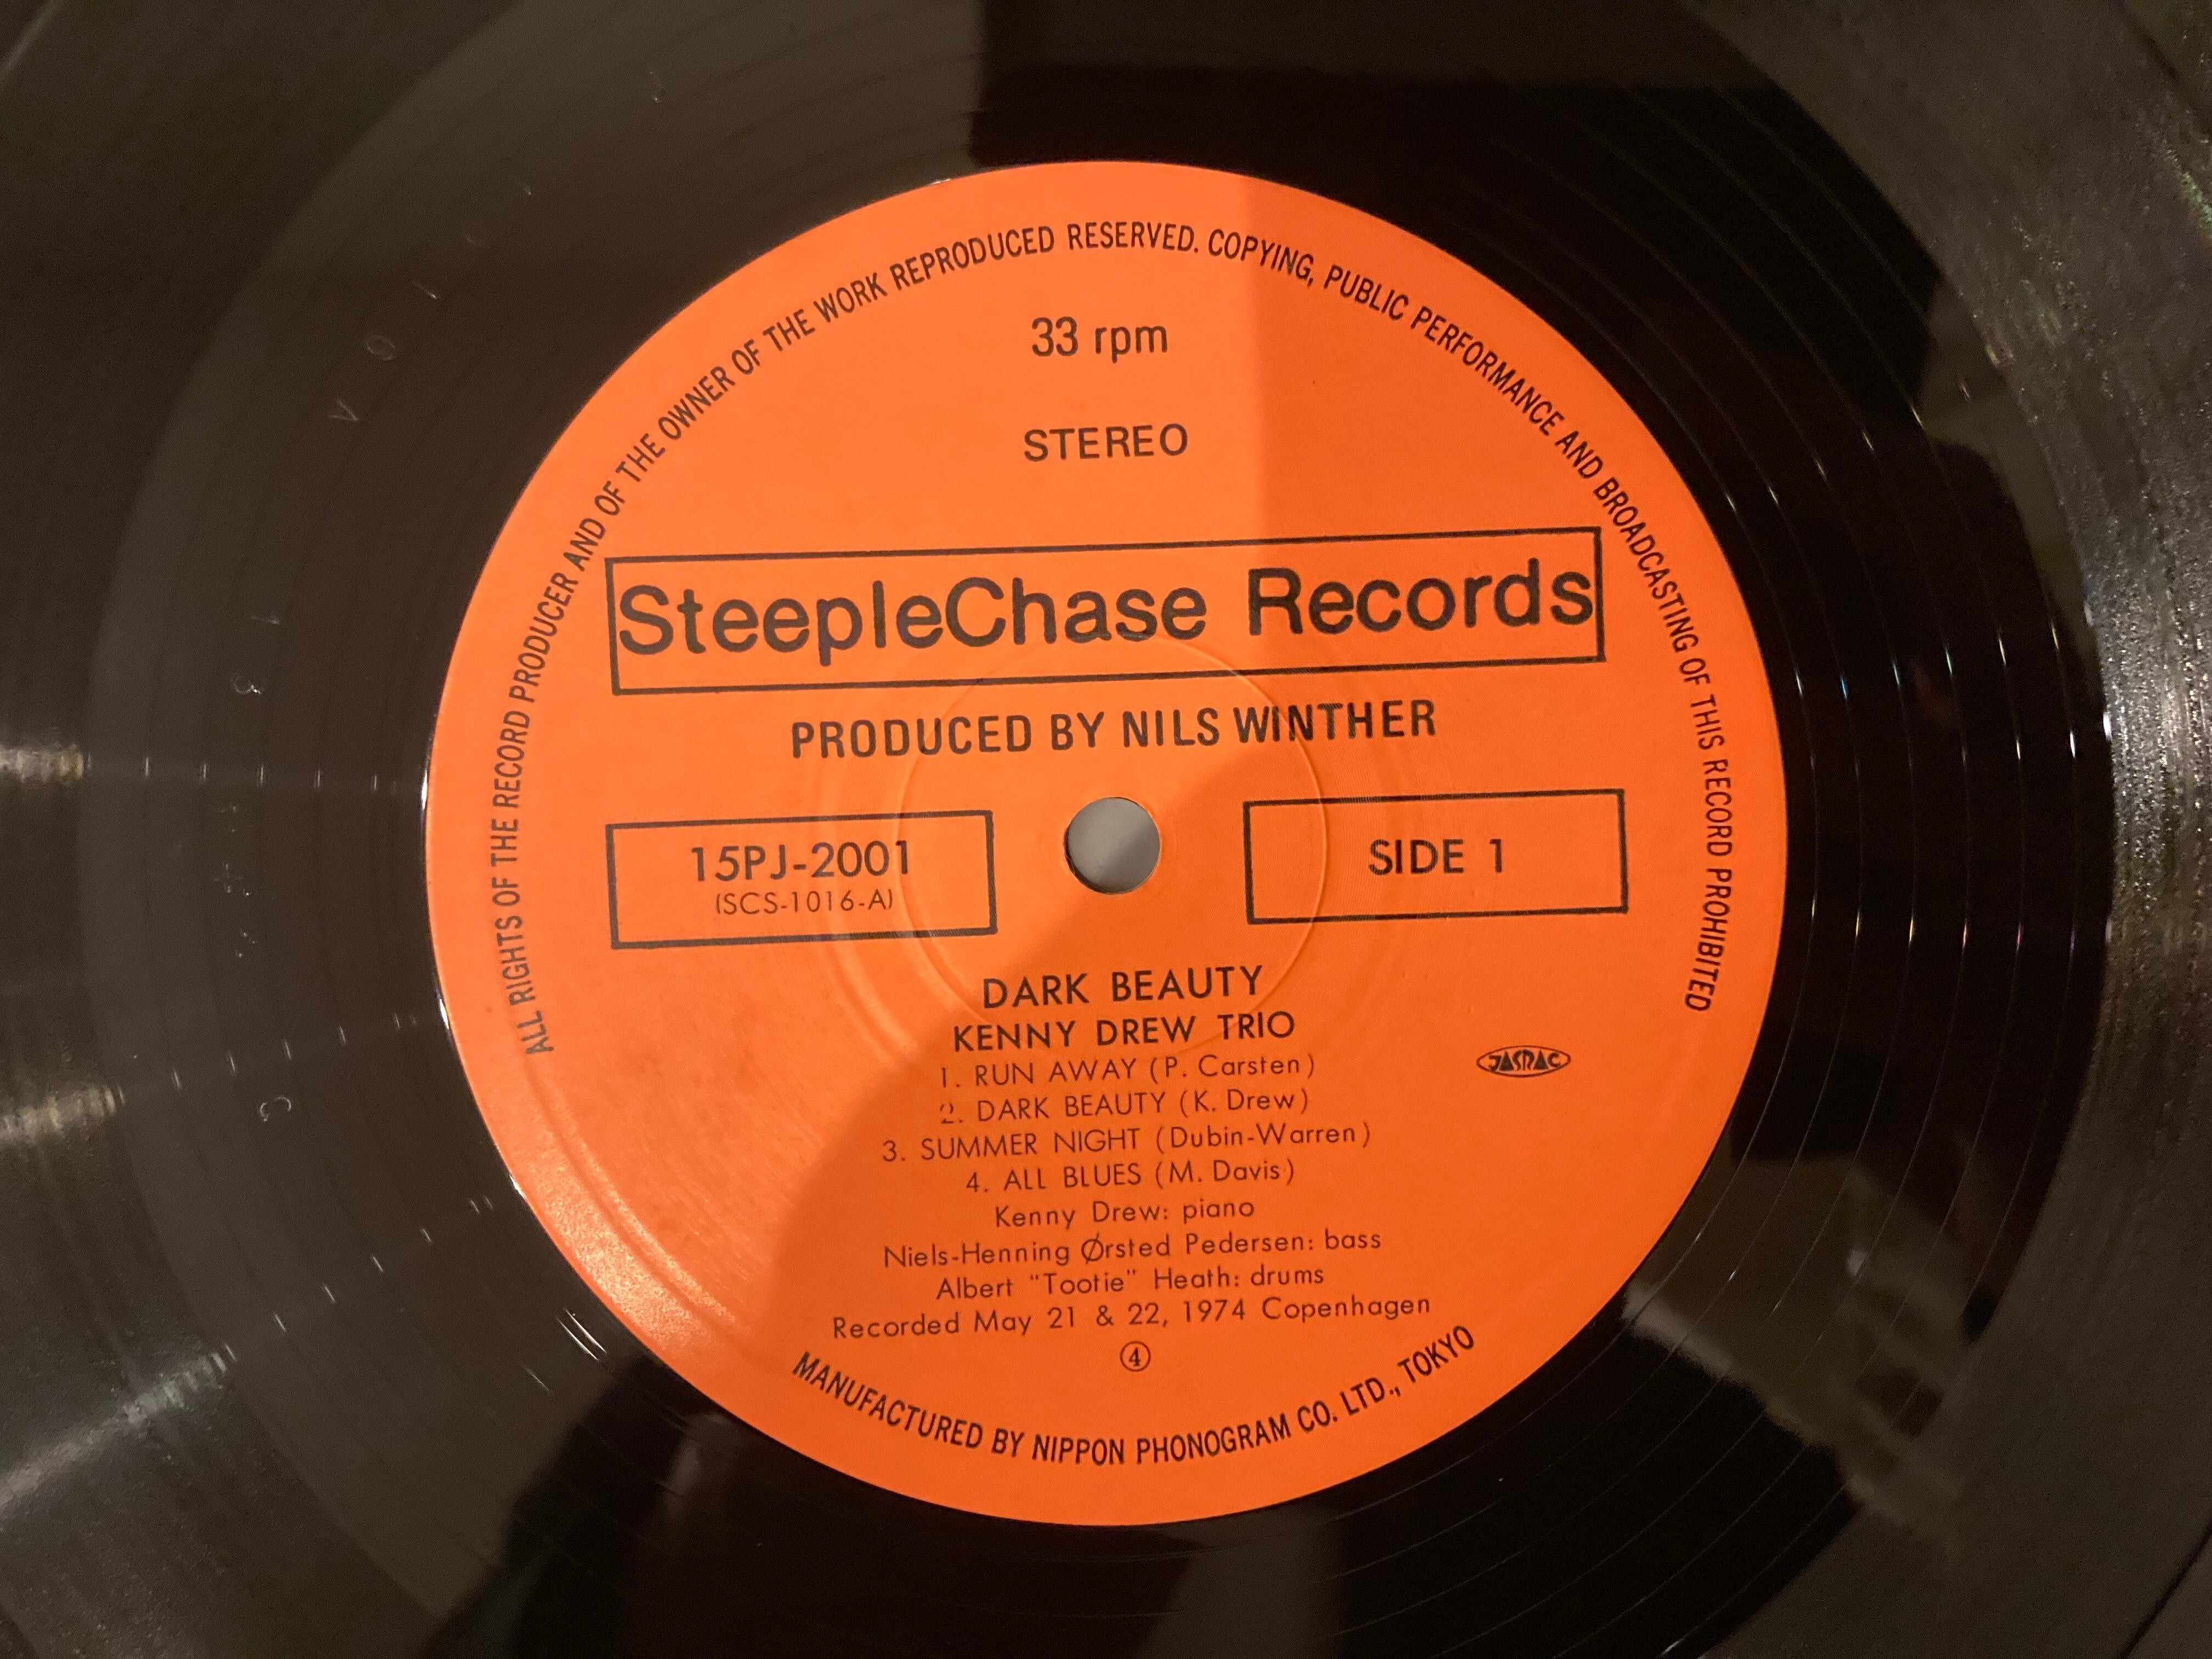 ALL RIGHTS OF THE RECORD PRODUCER AND OF THE OWNER OF THE WORK REPRODUCED RESERVED. COPYING, PUBLIC PERFORMANCE AND BROADCASTING OF THIS RECORD PROHIBITED
33 rpm
STEREO
SteepleChase Records
PRODUCED BY NILS WINTHER
15PJ-2001
(SCS-1016-A)
SIDE 1
DARK BEAUTY
KENNY DREW TRIO
1. RUN AWAY (P. Carsten)
JASRAC
2. DARK BEAUTY (K. Drew)
3. SUMMER NIGHT (Dubin-Warren)
4. ALL BLUES (M. Davis)
Kenny Drew: piano
Niels-Henning Ørsted Pedersen: bass
Albert "Tootie" Heath: drums
Recorded May 21 & 22, 1974 Copenhagen
④
MANUFACTURED BY NIPPON PHONOGRAM CO. LTD., TOKYO